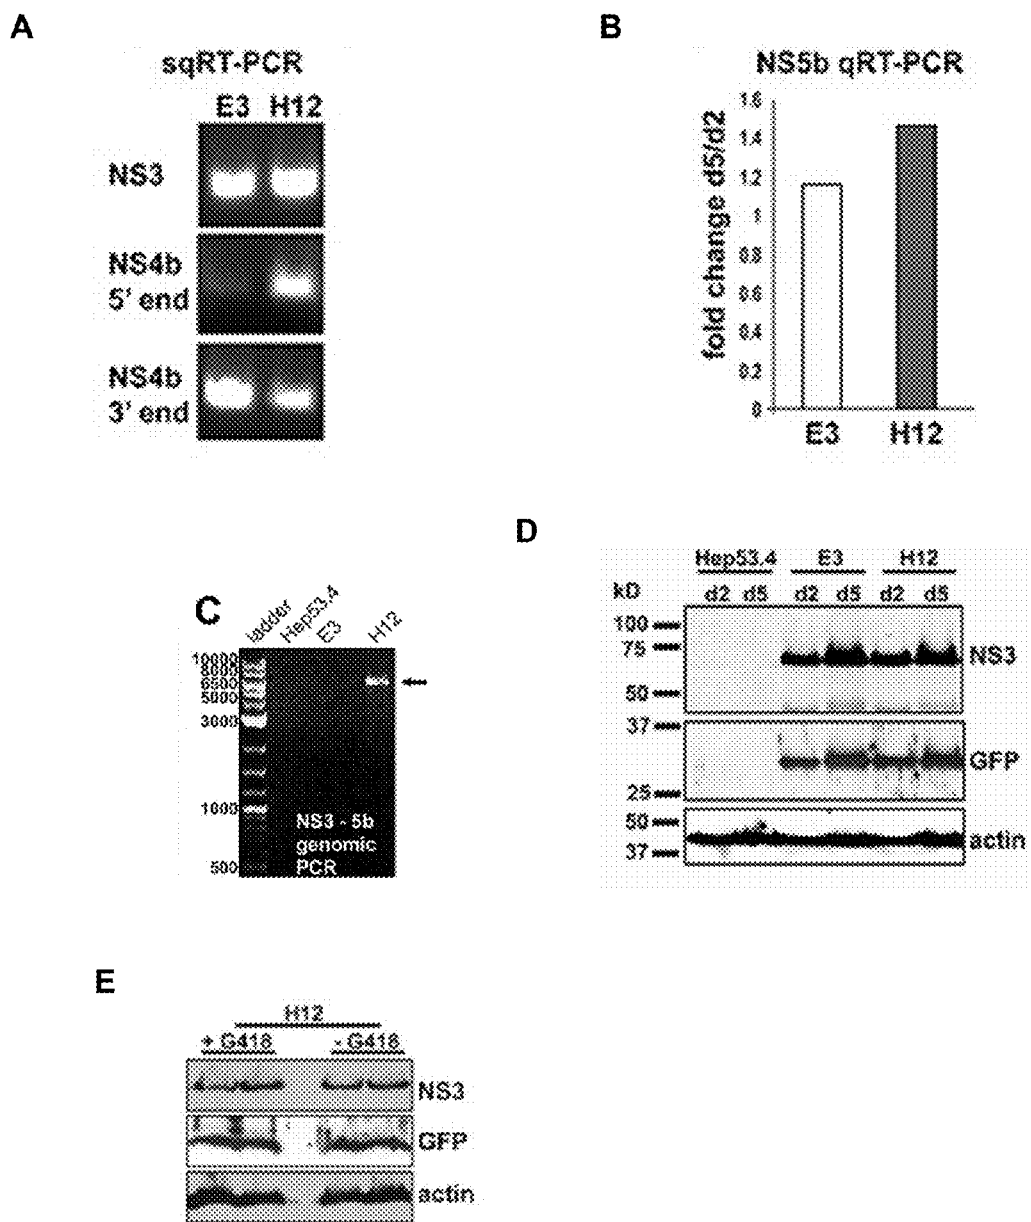 A
sqRT-PCR
E3 H12
NS3
NS4b
5' end
NS4b
3' end
B
NS5b qRT-PCR
fold change d5/d2
1.6
1.4
1.2
1
0.8
0.6
0.4
0.2
0
E3 H12
C
ladder
Hep53.4
E3
H12
10000
8000
6500
5000
3000
1000
500
NS3 - 5b
genomic
PCR
D
Hep53.4 E3 H12
kD d2 d5 d2 d5 d2 d5
100
75
50
NS3
37
25
GFP
50
37
actin
E
H12
+ G418 - G418
NS3
GFP
actin